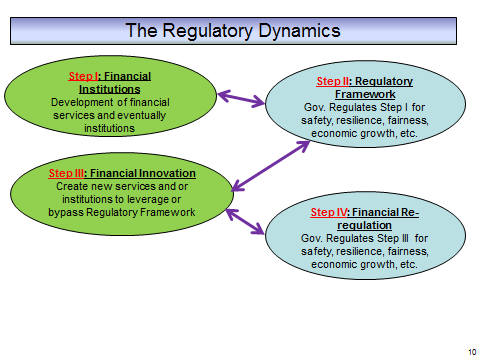 The Regulatory Dynamics
Step I: Financial
Institutions
Development of financial
services and eventually
institutions
Step II: Regulatory
Framework
Gov. Regulates Step I for
safety, resilience, fairness,
economic growth, etc.
Step III: Financial Innovation
Create new services and or
institutions to leverage or
bypass Regulatory Framework
Step IV: Financial Re-
regulation
Gov. Regulates Step III for
safety, resilience, fairness,
economic growth, etc.
10